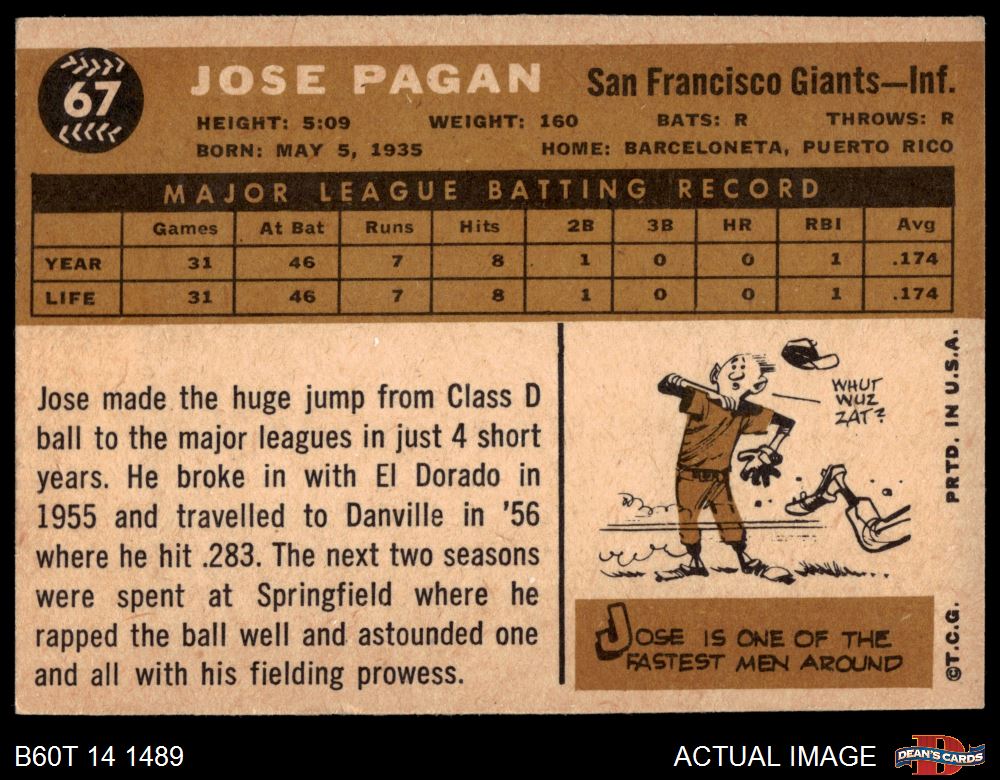 67
JOSE PAGAN San Francisco Giants—Inf.
HEIGHT: 5:09 WEIGHT: 160 BATS: R THROWS: R
BORN: MAY 5, 1935 HOME: BARCELONETA, PUERTO RICO
MAJOR LEAGUE BATTING RECORD
Games At Bat Runs Hits 2B 3B HR RBI Avg
YEAR 31 46 7 8 1 0 0 1 .174
LIFE 31 46 7 8 1 0 0 1 .174
Jose made the huge jump from Class D
ball to the major leagues in just 4 short
years. He broke in with El Dorado in
1955 and travelled to Danville in '56
where he hit .283. The next two seasons
were spent at Springfield where he
rapped the ball well and astounded one
and all with his fielding prowess.
WHUT
WUZ
ZAT?
JOSE IS ONE OF THE
FASTEST MEN AROUND
©T.C.G. PRTD. IN U.S.A.
B60T 14 1489 ACTUAL IMAGE
D
DEAN'S CARDS